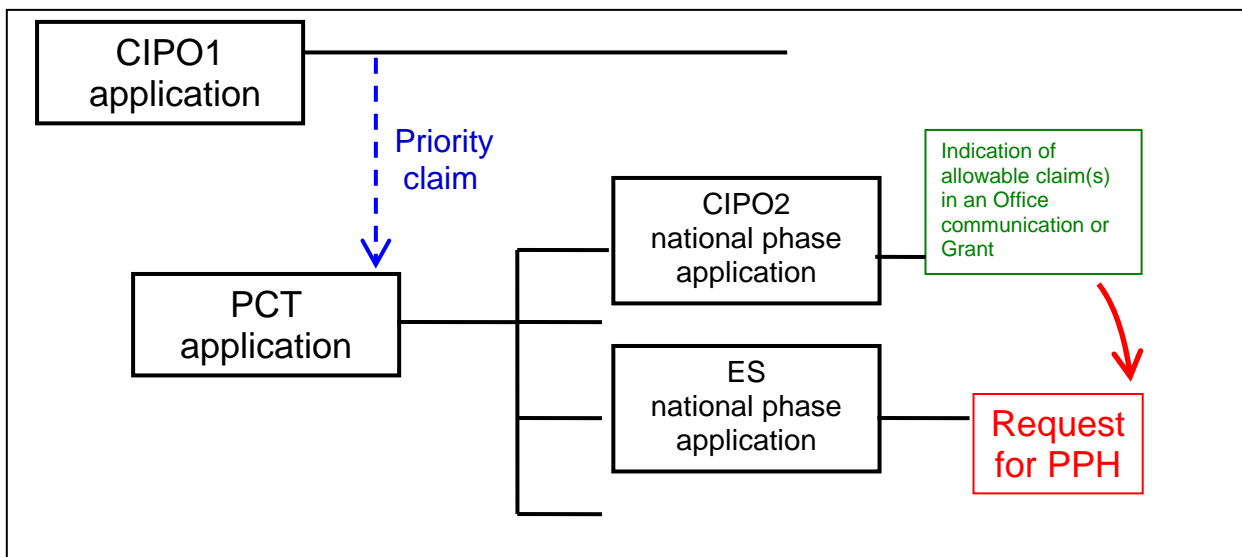 CIPO1
application
Priority
claim
PCT
application
CIPO2
national phase
application
Indication of
allowable claim(s)
in an Office
communication or
Grant
ES
national phase
application
Request
for PPH